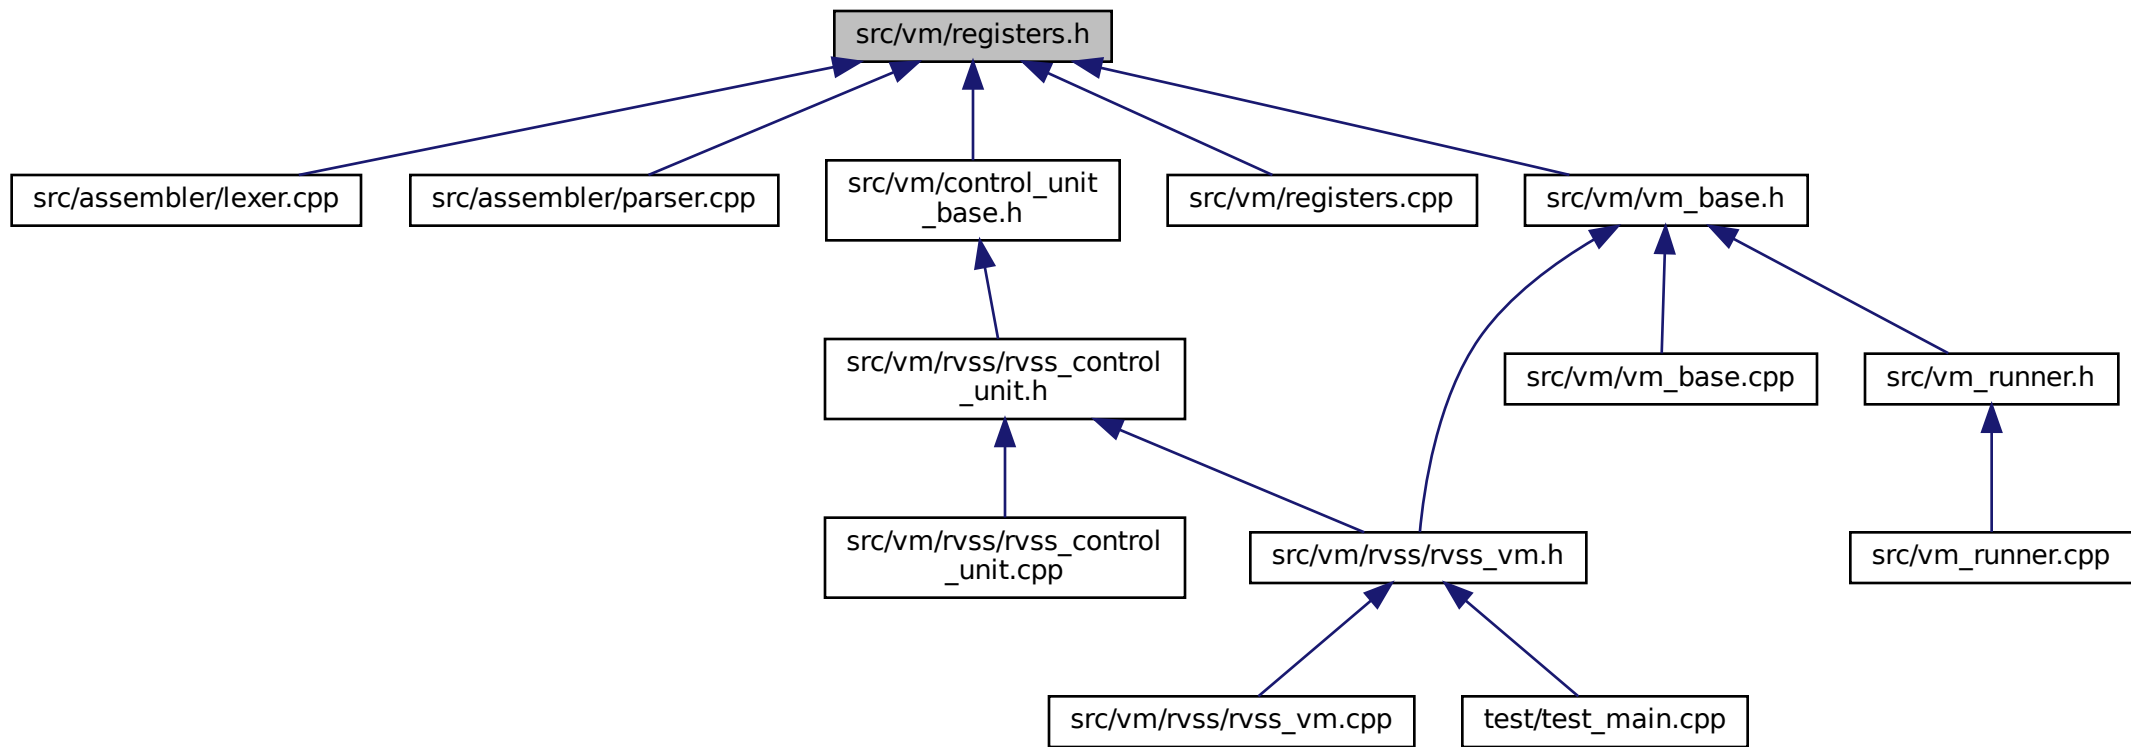 src/vm/registers.h
src/assembler/lexer.cpp
src/assembler/parser.cpp
src/vm/control_unit
_base.h
src/vm/registers.cpp
src/vm/vm_base.h
src/vm/rvss/rvss_control
_unit.h
src/vm/vm_base.cpp
src/vm_runner.h
src/vm/rvss/rvss_control
_unit.cpp
src/vm/rvss/rvss_vm.h
src/vm_runner.cpp
src/vm/rvss/rvss_vm.cpp
test/test_main.cpp